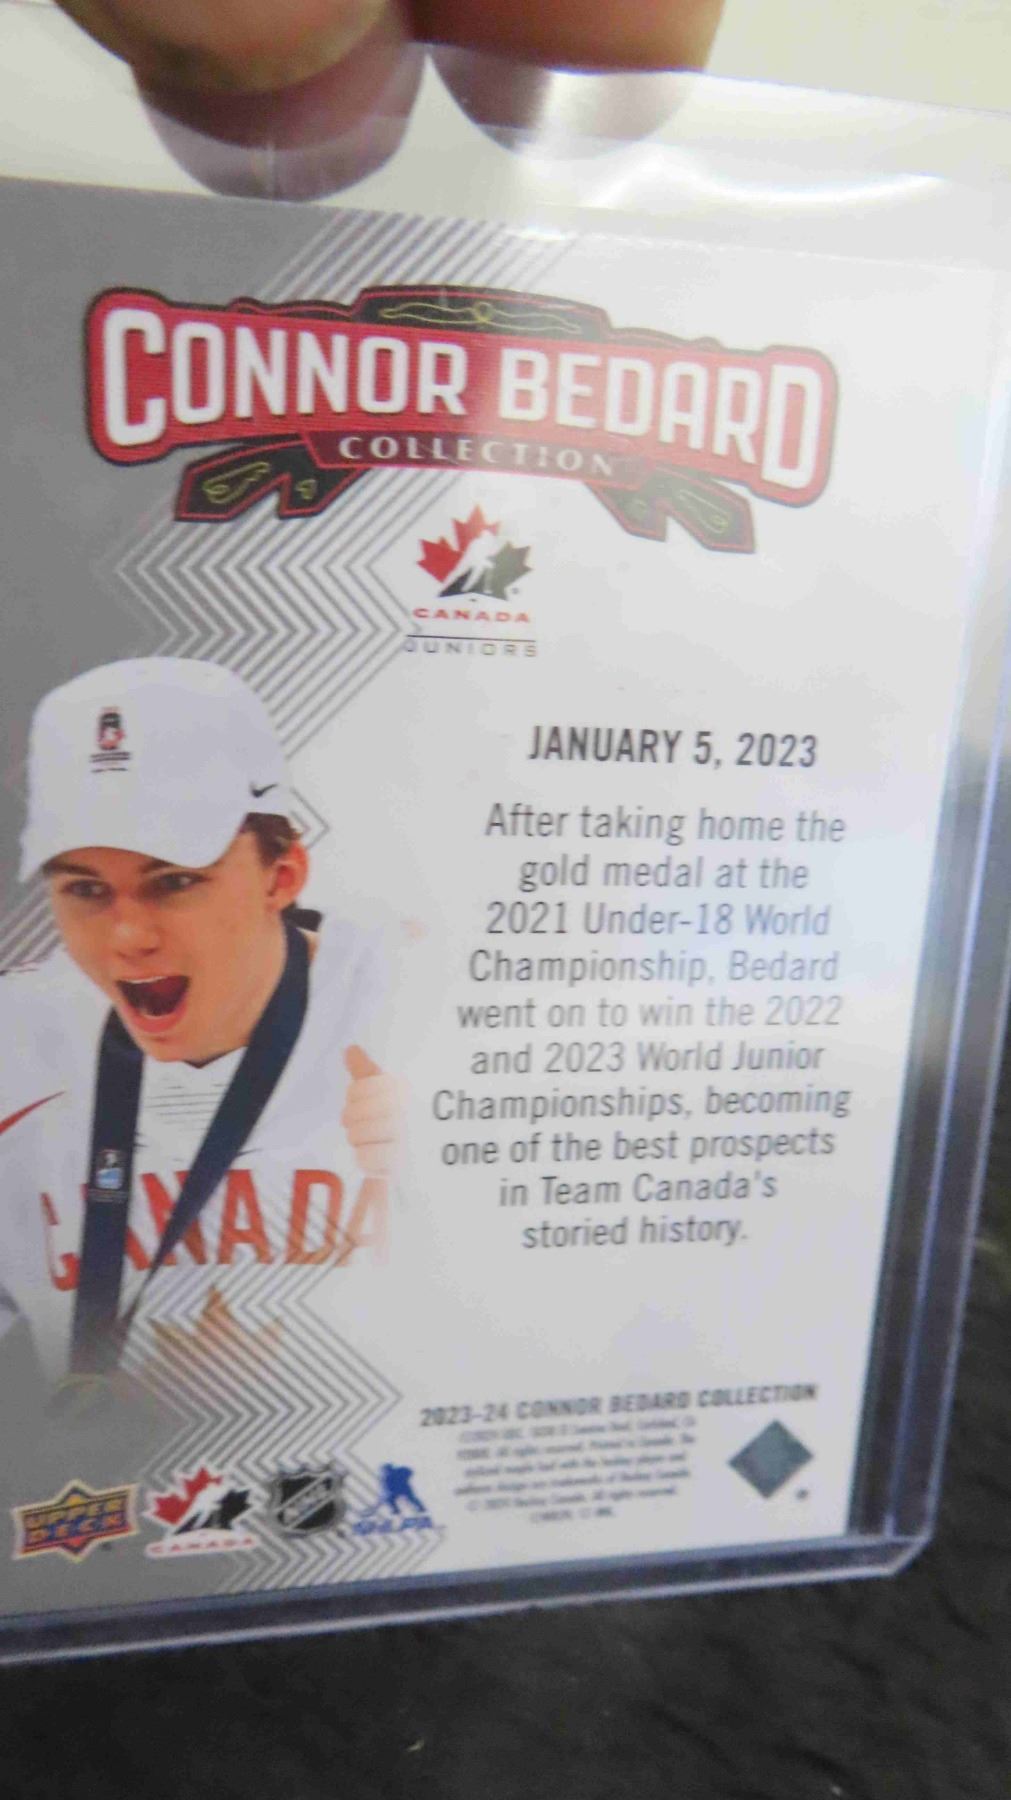 CONNOR BEDARD
COLLECTION
CANADA
JUNIORS
JANUARY 5, 2023
After taking home the
gold medal at the
2021 Under-18 World
Championship, Bedard
went on to win the 2022
and 2023 World Junior
Championships, becoming
one of the best prospects
in Team Canada's
storied history.
CANADA
2023-24 CONNOR BEDARD COLLECTION
UPPER
DECK
CANADA
NHL
NHLPA